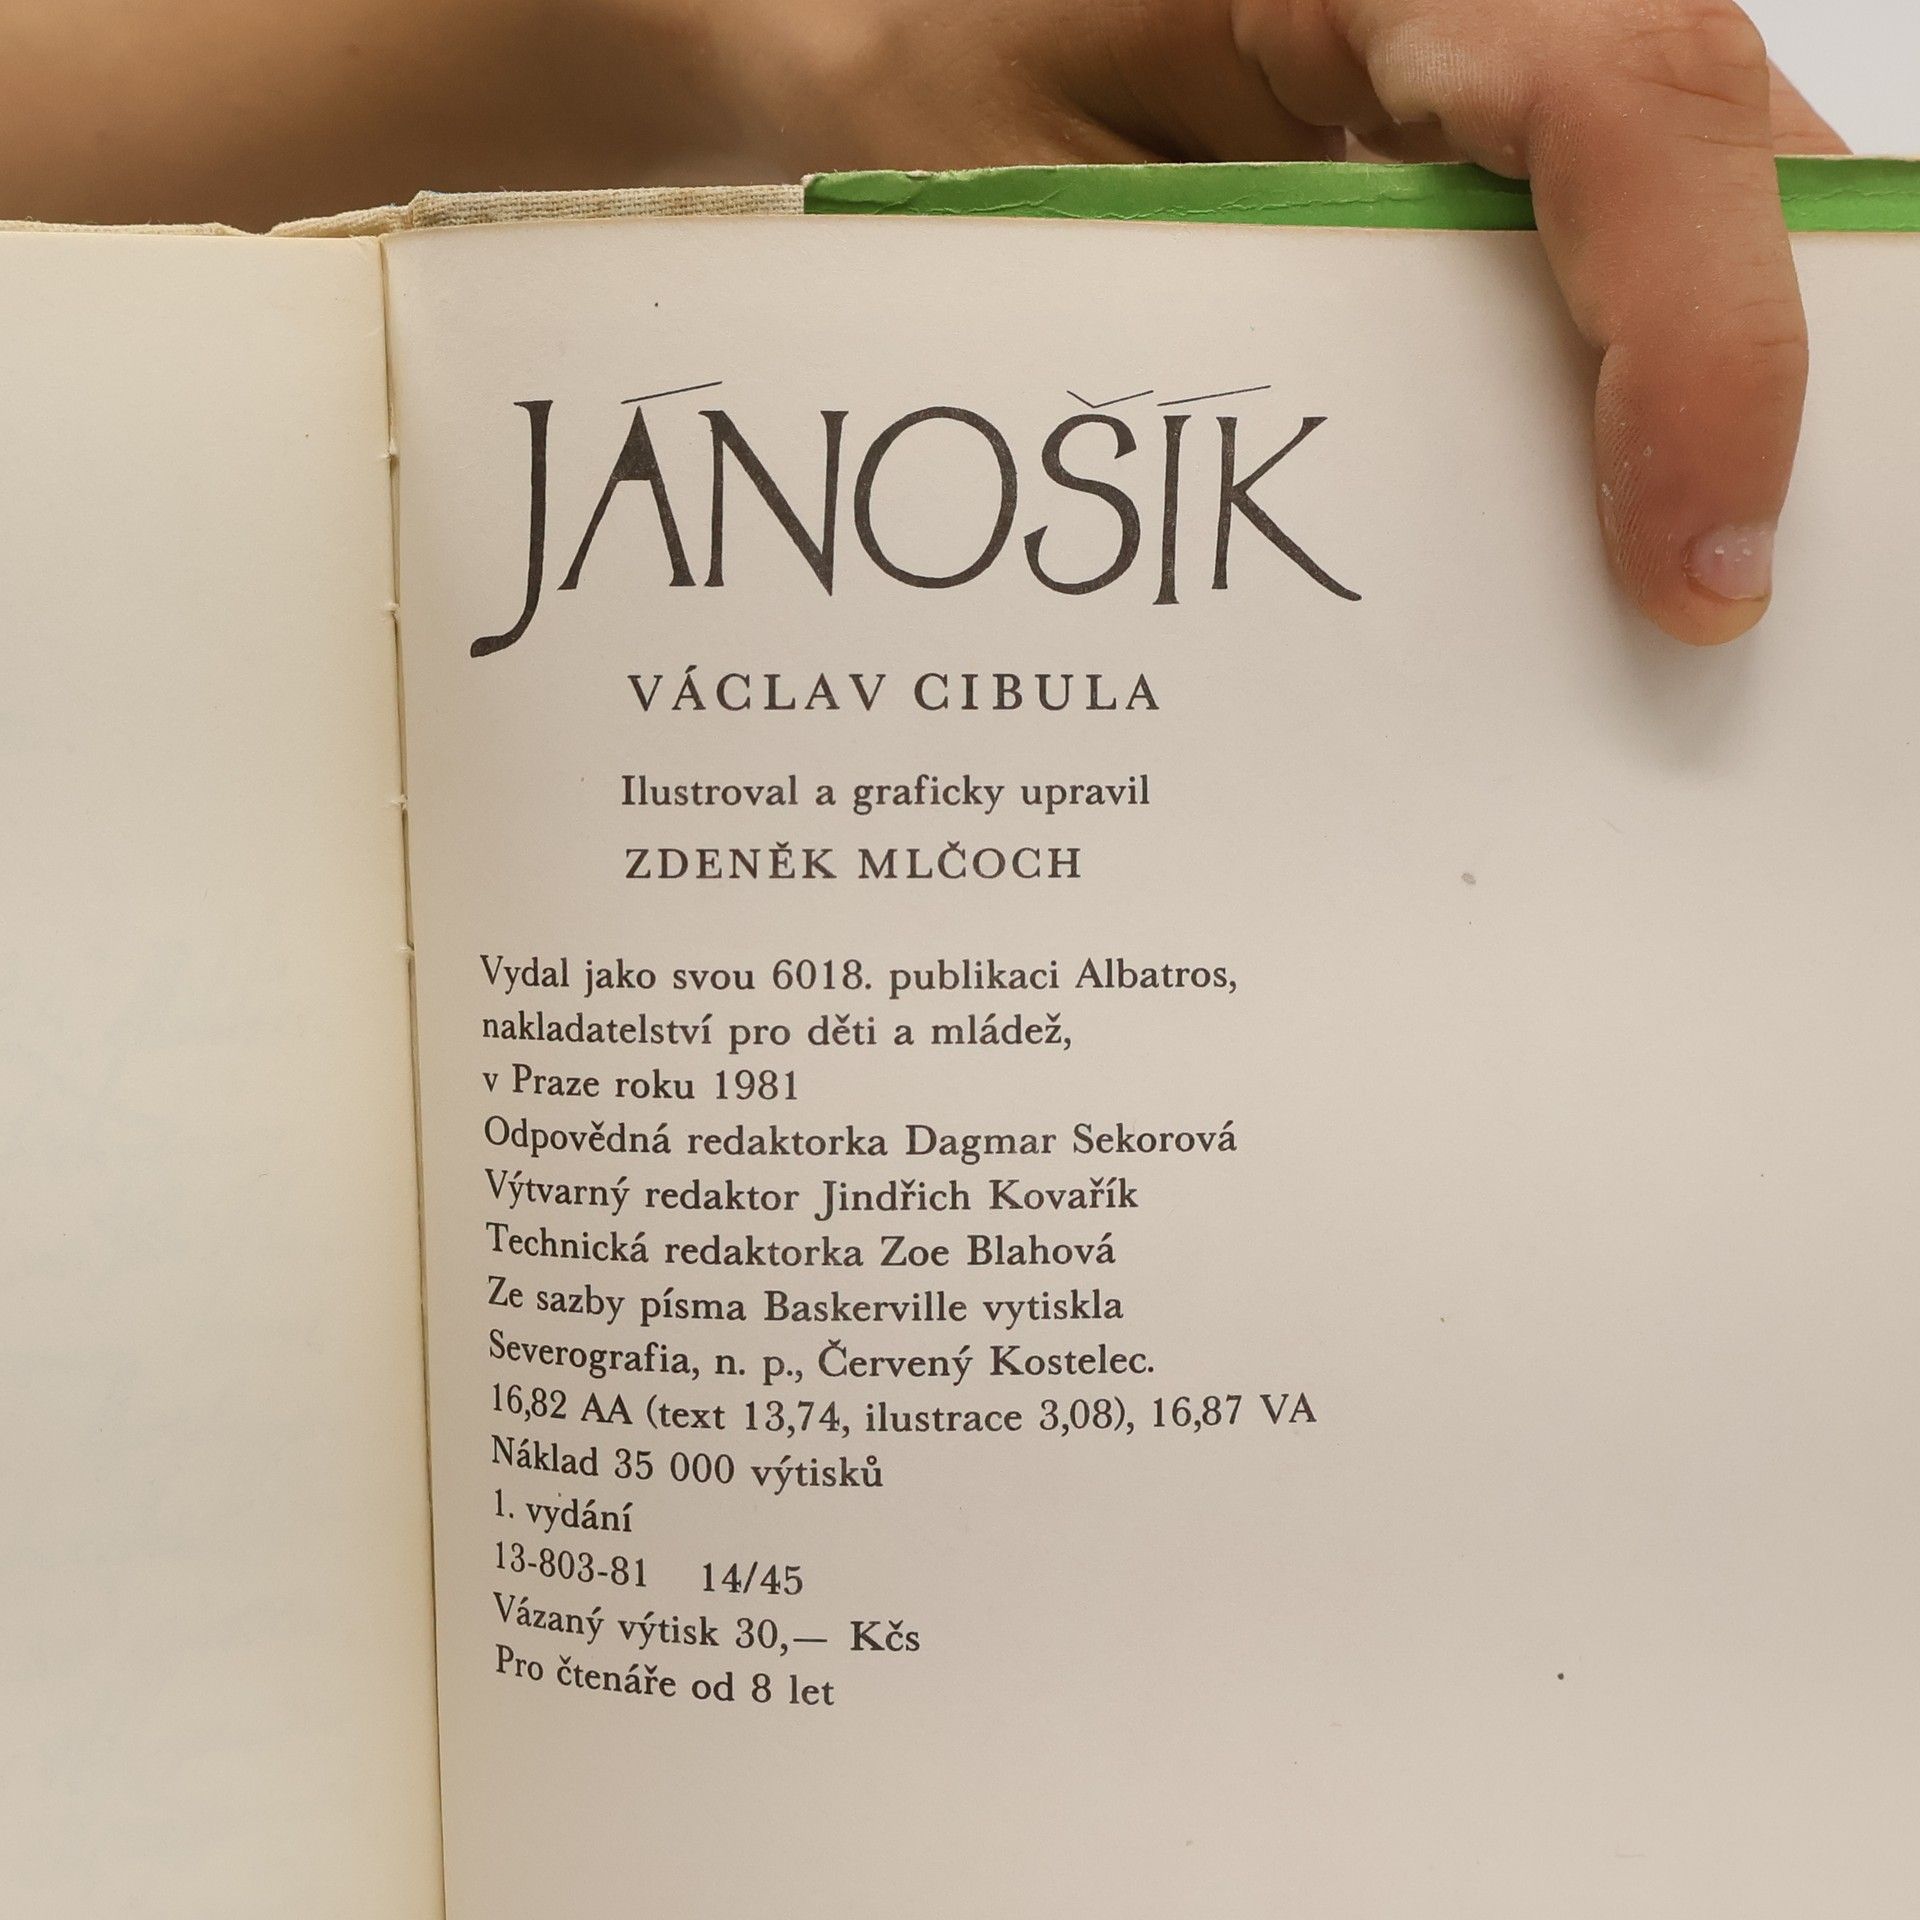 JÁNOŠÍK
VÁCLAV CIBULA
Ilustroval a graficky upravil
ZDENĚK MLČOCH
Vydal jako svou 6018. publikaci Albatros,
nakladatelství pro děti a mládež,
v Praze roku 1981
Odpovědná redaktorka Dagmar Sekorová
Výtvarný redaktor Jindřich Kovařík
Technická redaktorka Zoe Blahová
Ze sazby písma Baskerville vytiskla
Severografia, n. p., Červený Kostelec.
16,82 AA (text 13,74, ilustrace 3,08), 16,87 VA
Náklad 35 000 výtisků
1. vydání
13-803-81 14/45
Vázaný výtisk 30,— Kčs
Pro čtenáře od 8 let